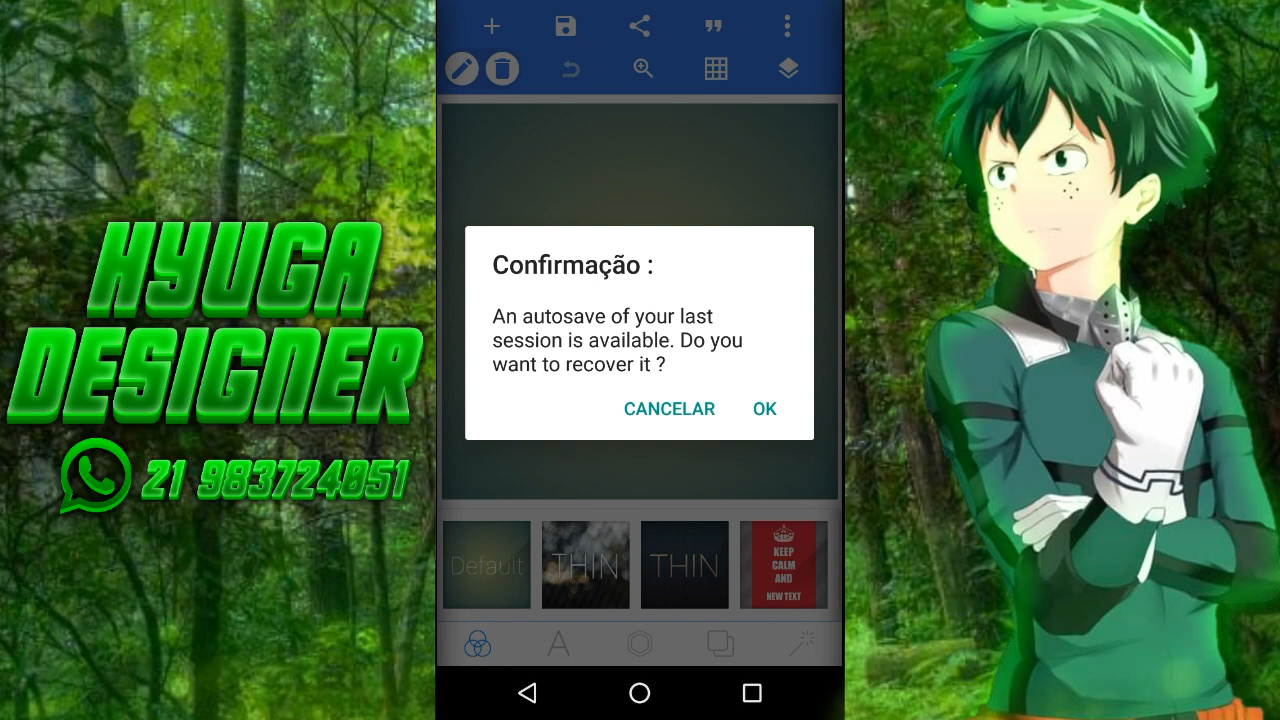 HYUGA
DESIGNER
21 983724051
Confirmação :
An autosave of your last
session is available. Do you
want to recover it ?
CANCELAR OK
Default
THIN
THIN
KEEP
CALM
AND
NEW TEXT